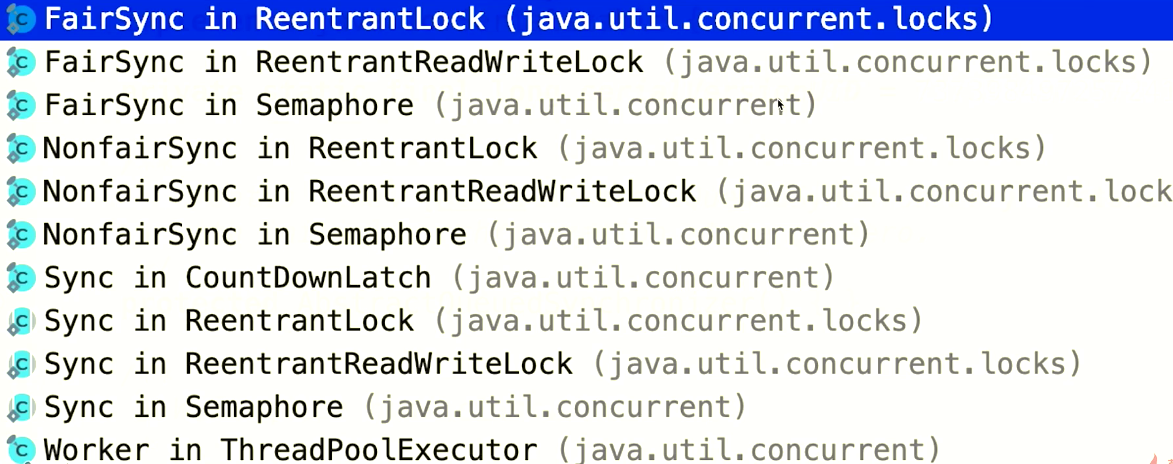 FairSync in ReentrantLock (java.util.concurrent.locks)
FairSync in ReentrantReadWriteLock (java.util.concurrent.locks)
FairSync in Semaphore (java.util.concurrent)
NonfairSync in ReentrantLock (java.util.concurrent.locks)
NonfairSync in ReentrantReadWriteLock (java.util.concurrent.lock
NonfairSync in Semaphore (java.util.concurrent)
Sync in CountDownLatch (java.util.concurrent)
Sync in ReentrantLock (java.util.concurrent.locks)
Sync in ReentrantReadWriteLock (java.util.concurrent.locks)
Sync in Semaphore (java.util.concurrent)
Worker in ThreadPoolExecutor (java.util.concurrent)